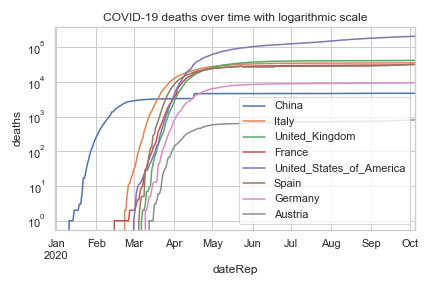 COVID-19 deaths over time with logarithmic scale
deaths
10^5
10^4
10^3
10^2
10^1
10^0
China
Italy
United_Kingdom
France
United_States_of_America
Spain
Germany
Austria
Jan Feb Mar Apr May Jun Jul Aug Sep Oct
2020
dateRep